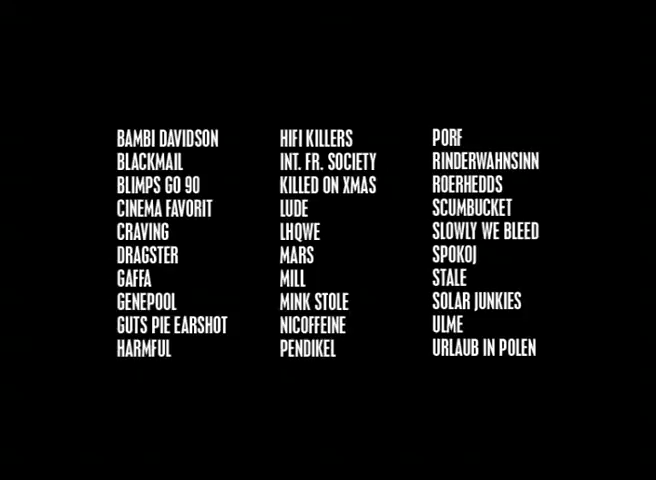 BAMBI DAVIDSON
BLACKMAIL
BLIMPS GO 90
CINEMA FAVORIT
CRAVING
DRAGSTER
GAFFA
GENEPOOL
GUTS PIE EARSHOT
HARMFUL
HIFI KILLERS
INT. FR. SOCIETY
KILLED ON XMAS
LUDE
LHQWE
MARS
MILL
MINK STOLE
NICOFFEINE
PENDIKEL
PORF
RINDERWAHNSINN
ROERHEDDS
SCUMBUCKET
SLOWLY WE BLEED
SPOKOJ
STALE
SOLAR JUNKIES
ULME
URLAUB IN POLEN